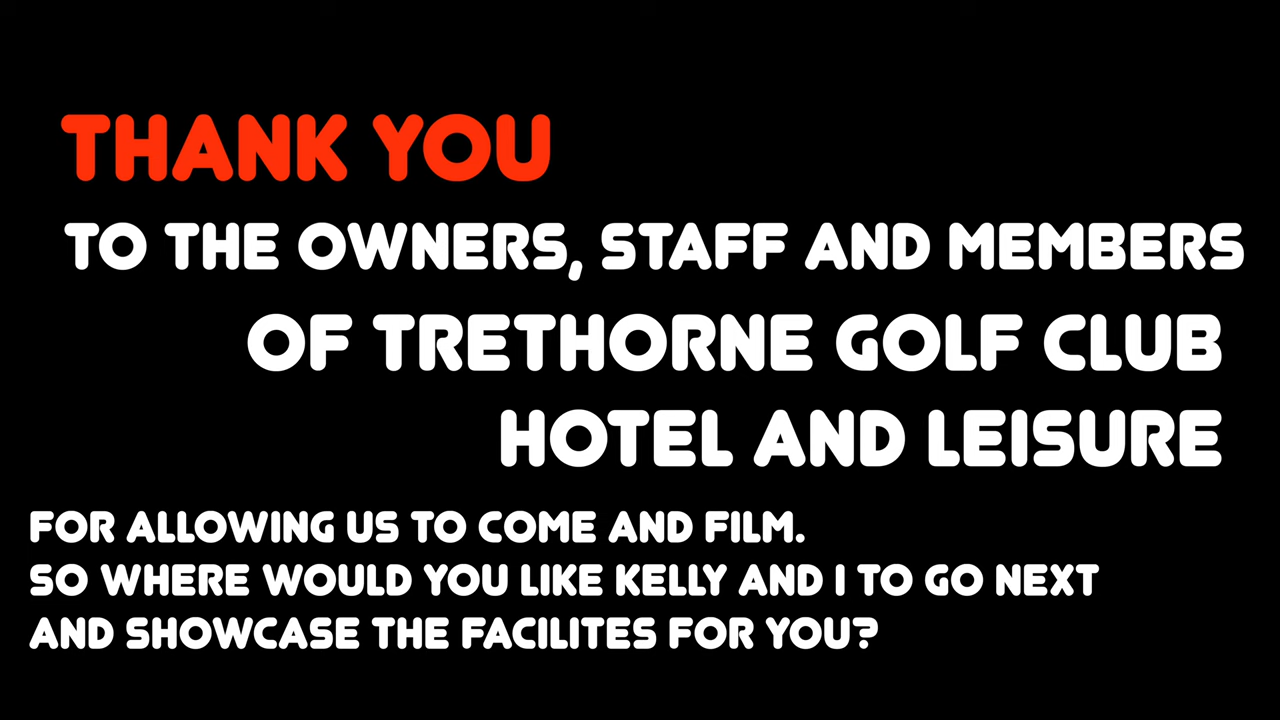 THANK YOU
TO THE OWNERS, STAFF AND MEMBERS
OF TRETHORNE GOLF CLUB
HOTEL AND LEISURE
FOR ALLOWING US TO COME AND FILM.
SO WHERE WOULD YOU LIKE KELLY AND I TO GO NEXT
AND SHOWCASE THE FACILITES FOR YOU?